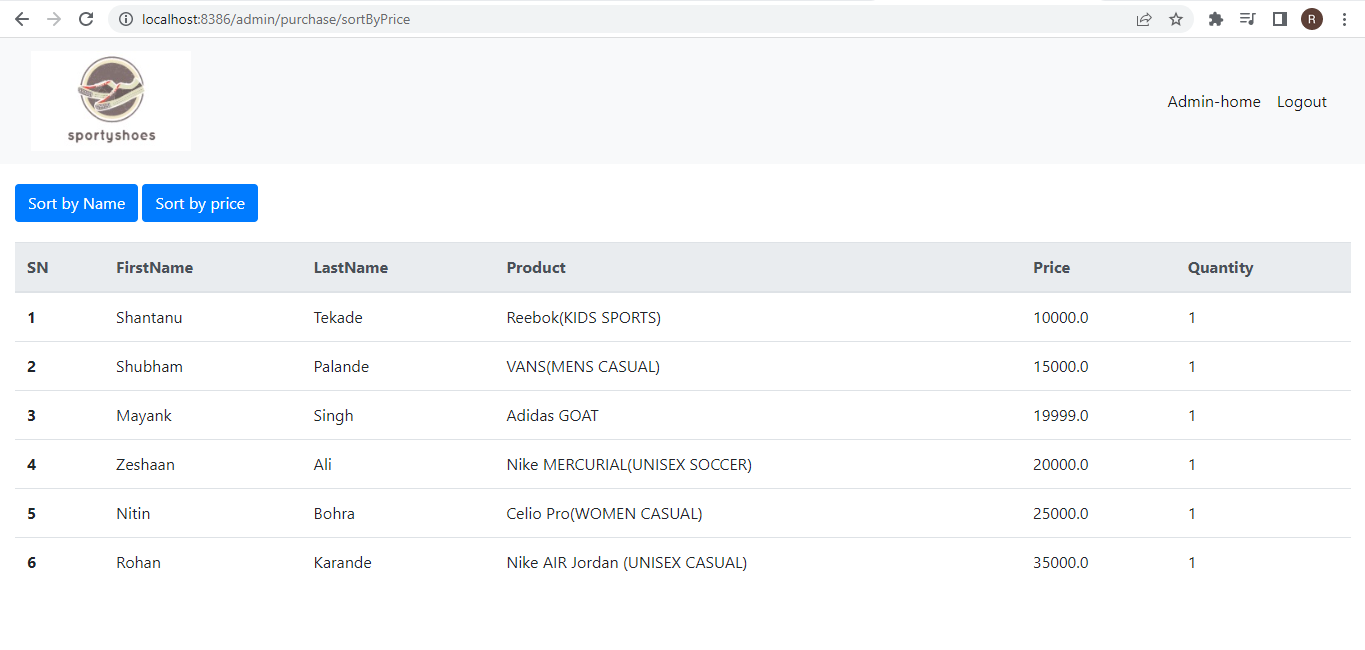 localhost:8386/admin/purchase/sortByPrice
R
sportyshoes
Admin-home Logout
Sort by Name Sort by price
SN FirstName LastName Product Price Quantity
1 Shantanu Tekade Reebok(KIDS SPORTS) 10000.0 1
2 Shubham Palande VANS(MENS CASUAL) 15000.0 1
3 Mayank Singh Adidas GOAT 19999.0 1
4 Zeshaan Ali Nike MERCURIAL(UNISEX SOCCER) 20000.0 1
5 Nitin Bohra Celio Pro(WOMEN CASUAL) 25000.0 1
6 Rohan Karande Nike AIR Jordan (UNISEX CASUAL) 35000.0 1